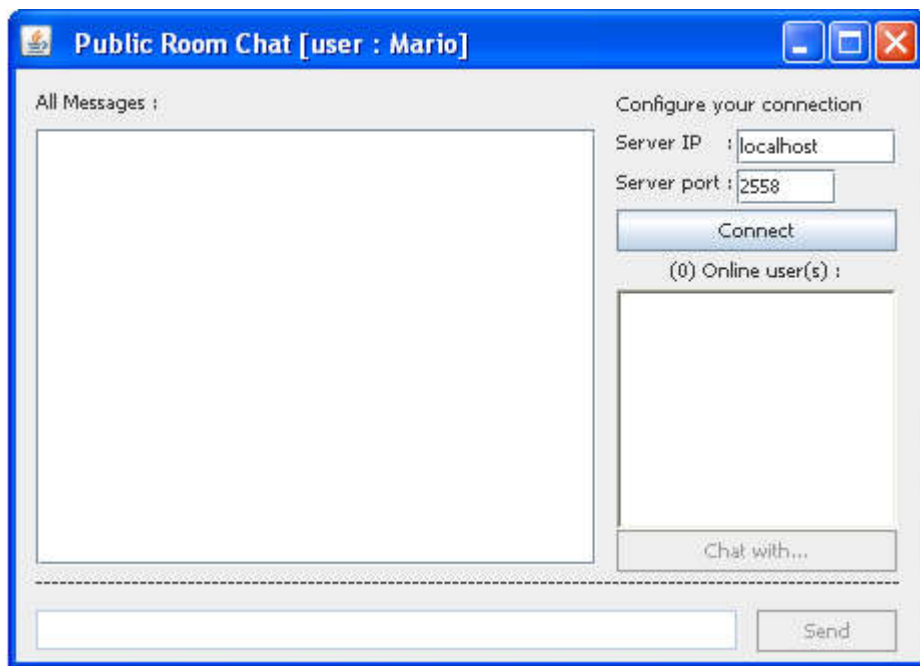 Public Room Chat [user : Mario]
All Messages :
Configure your connection
Server IP : localhost
Server port : 2558
Connect
(0) Online user(s) :
Chat with...
Send